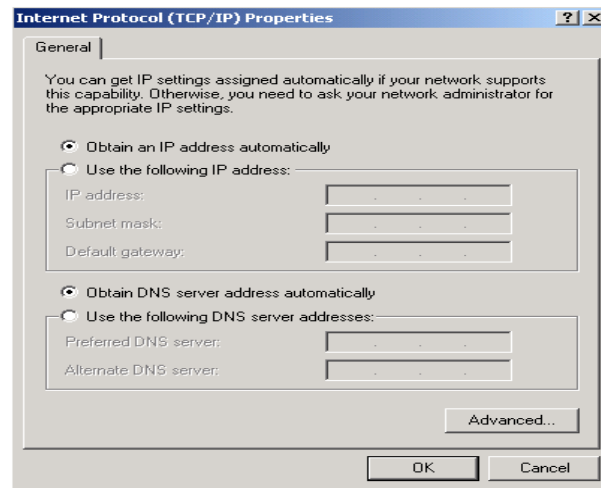 Internet Protocol (TCP/IP) Properties
General
You can get IP settings assigned automatically if your network supports
this capability. Otherwise, you need to ask your network administrator for
the appropriate IP settings.
Obtain an IP address automatically
Use the following IP address:
IP address:
Subnet mask:
Default gateway:
Obtain DNS server address automatically
Use the following DNS server addresses:
Preferred DNS server:
Alternate DNS server:
Advanced...
OK
Cancel